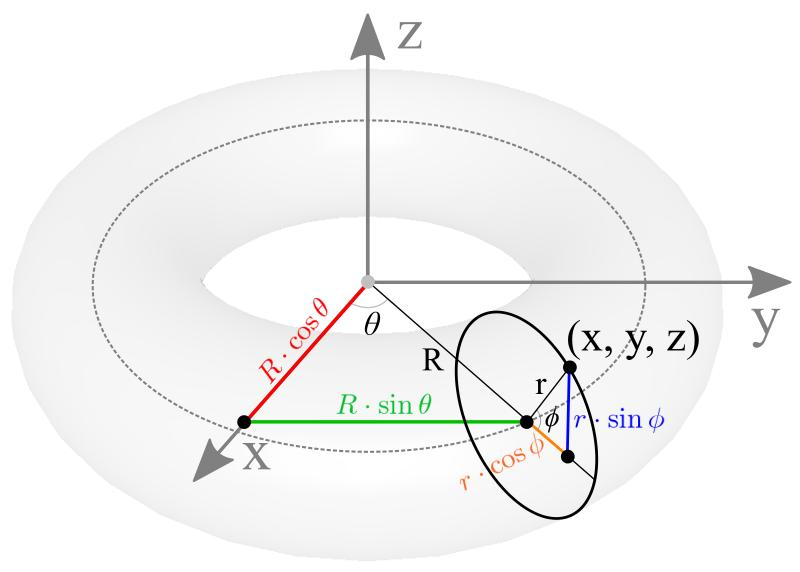 z
y
x
R · cos θ
θ
R
(x, y, z)
r
ϕ
R · sin θ
r · sin ϕ
r · cos ϕ